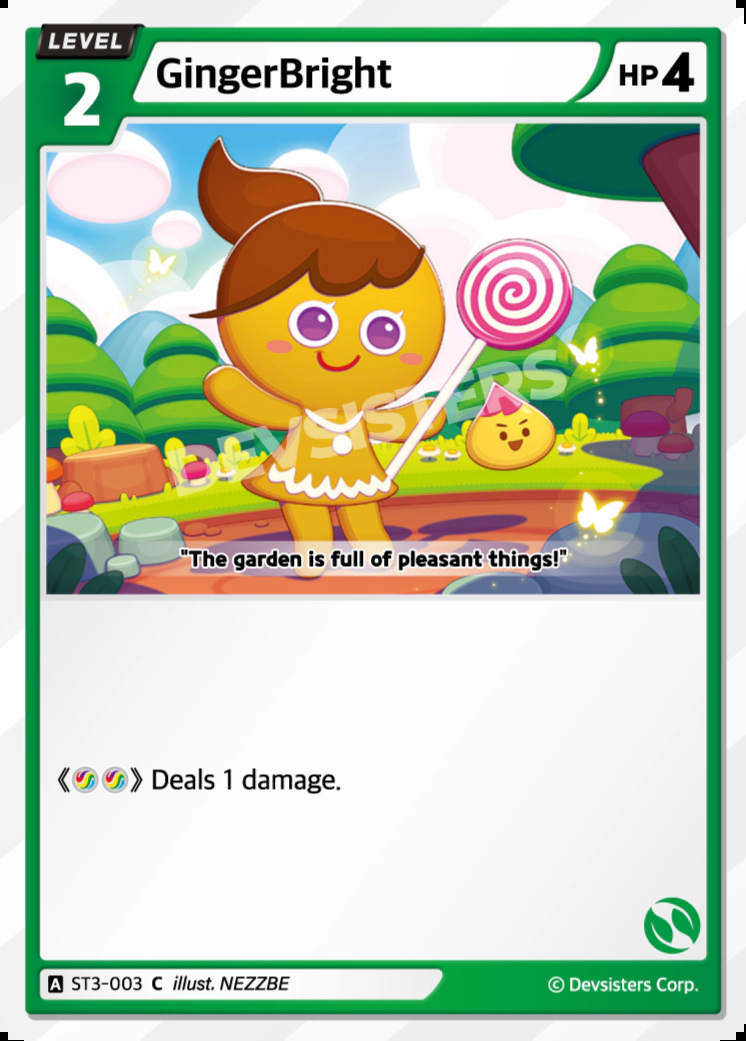 LEVEL
2
GingerBright
HP 4
DEVSISTERS
"The garden is full of pleasant things!"
《 》 Deals 1 damage.
A ST3-003 C illust. NEZZBE
© Devsisters Corp.